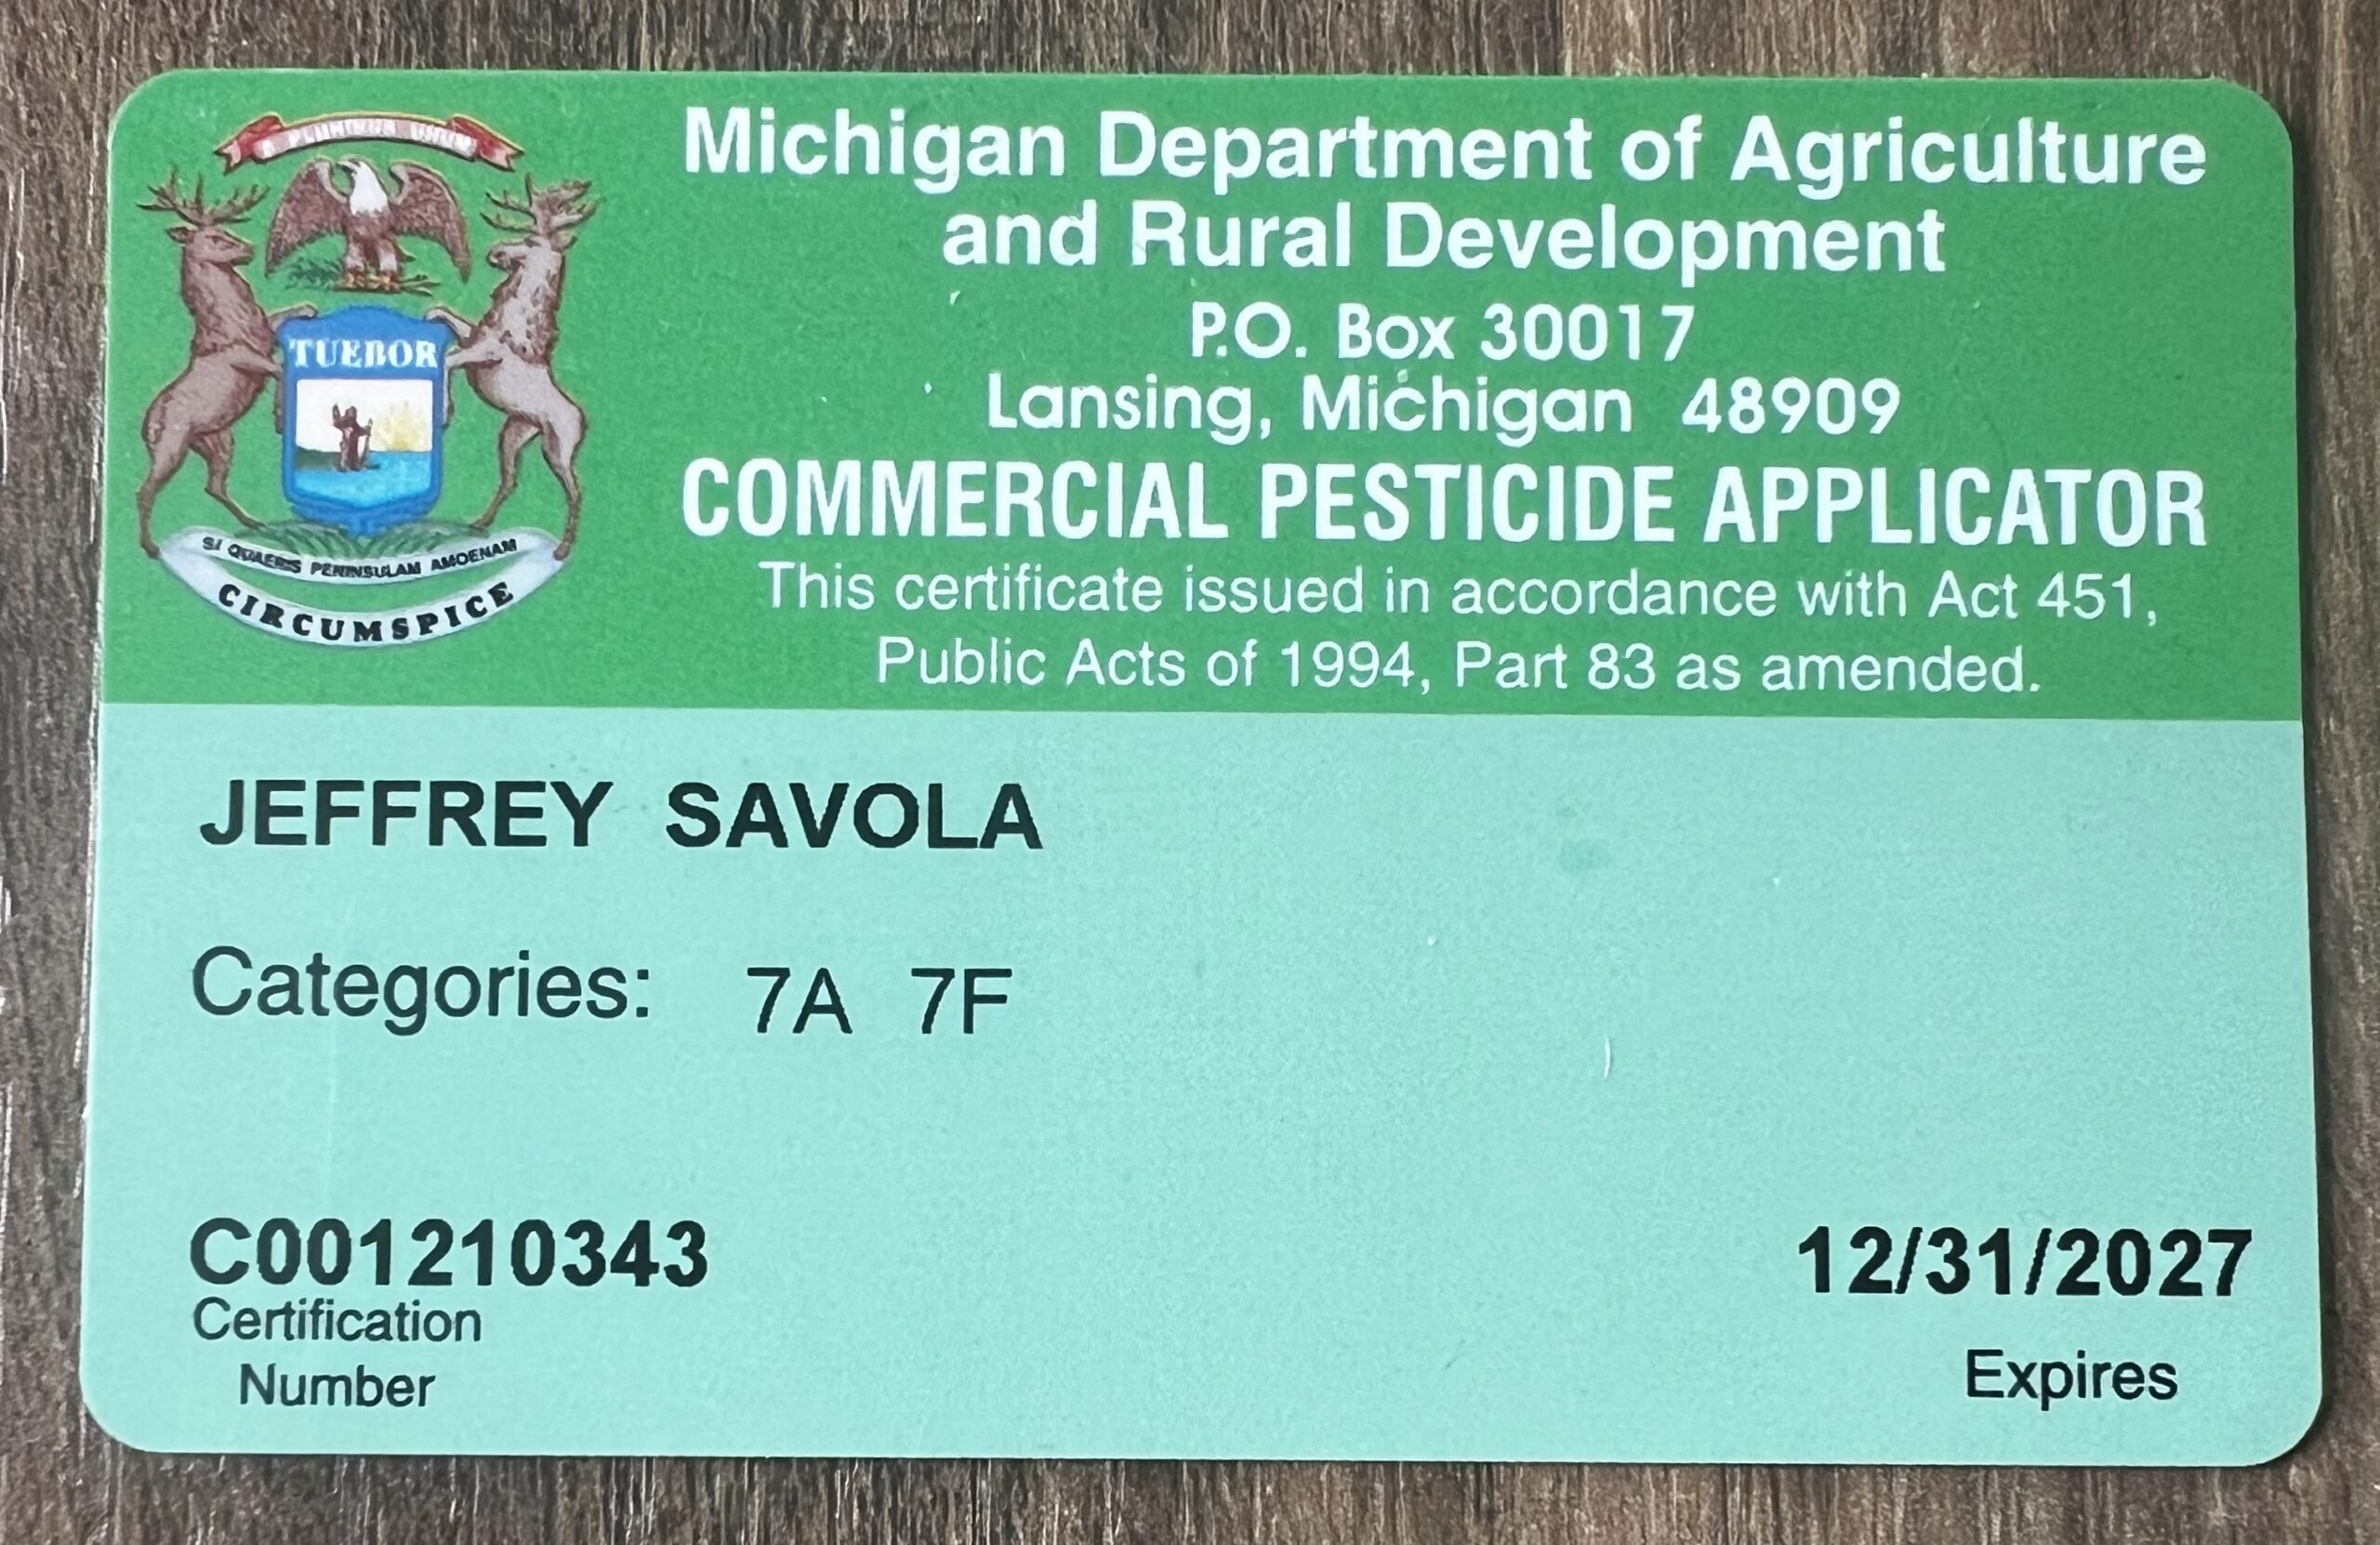 E PLURIBUS UNUM
TUEBOR
SI QUAERIS PENINSULAM AMOENAM
CIRCUMSPICE
Michigan Department of Agriculture
and Rural Development
P.O. Box 30017
Lansing, Michigan 48909
COMMERCIAL PESTICIDE APPLICATOR
This certificate issued in accordance with Act 451,
Public Acts of 1994, Part 83 as amended.
JEFFREY SAVOLA
Categories: 7A 7F
C001210343
Certification
Number
12/31/2027
Expires